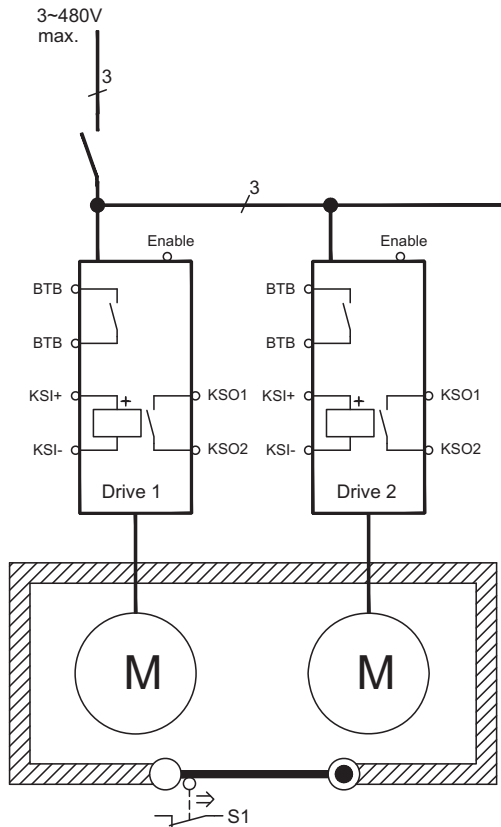 3~480V
max.
3
3
Enable
Enable
BTB
BTB
BTB
BTB
KSI+
+
KSO1
KSI+
+
KSO1
KSI-
KSO2
KSI-
KSO2
Drive 1
Drive 2
M
M
S1